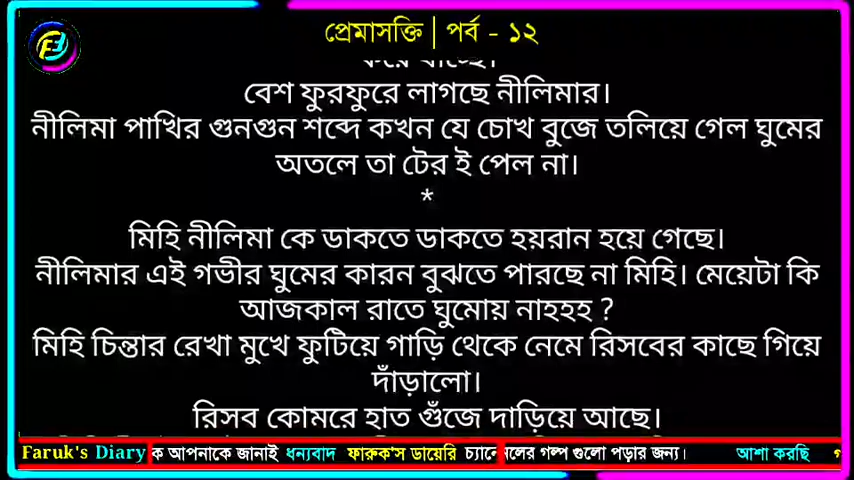 প্রেমাসক্তি | পর্ব - ১২
বেশ ফুরফুরে লাগছে নীলিমার।
নীলিমা পাখির গুনগুন শব্দে কখন যে চোখ বুজে তলিয়ে গেল ঘুমের
অতলে তা টের ই পেল না।
*
মিহি নীলিমা কে ডাকতে ডাকতে হয়রান হয়ে গেছে।
নীলিমার এই গভীর ঘুমের কারন বুঝতে পারছে না মিহি। মেয়েটা কি
আজকাল রাতে ঘুমোয় নাহহহ ?
মিহি চিন্তার রেখা মুখে ফুটিয়ে গাড়ি থেকে নেমে রিসবের কাছে গিয়ে
দাঁড়ালো।
রিসব কোমরে হাত গুঁজে দাড়িয়ে আছে।
Faruk's Diary ক আপনাকে জানাই ধন্যবাদ ফারুক'স ডায়েরি চ্যানেলের গল্প গুলো পড়ার জন্য। আশা করছি